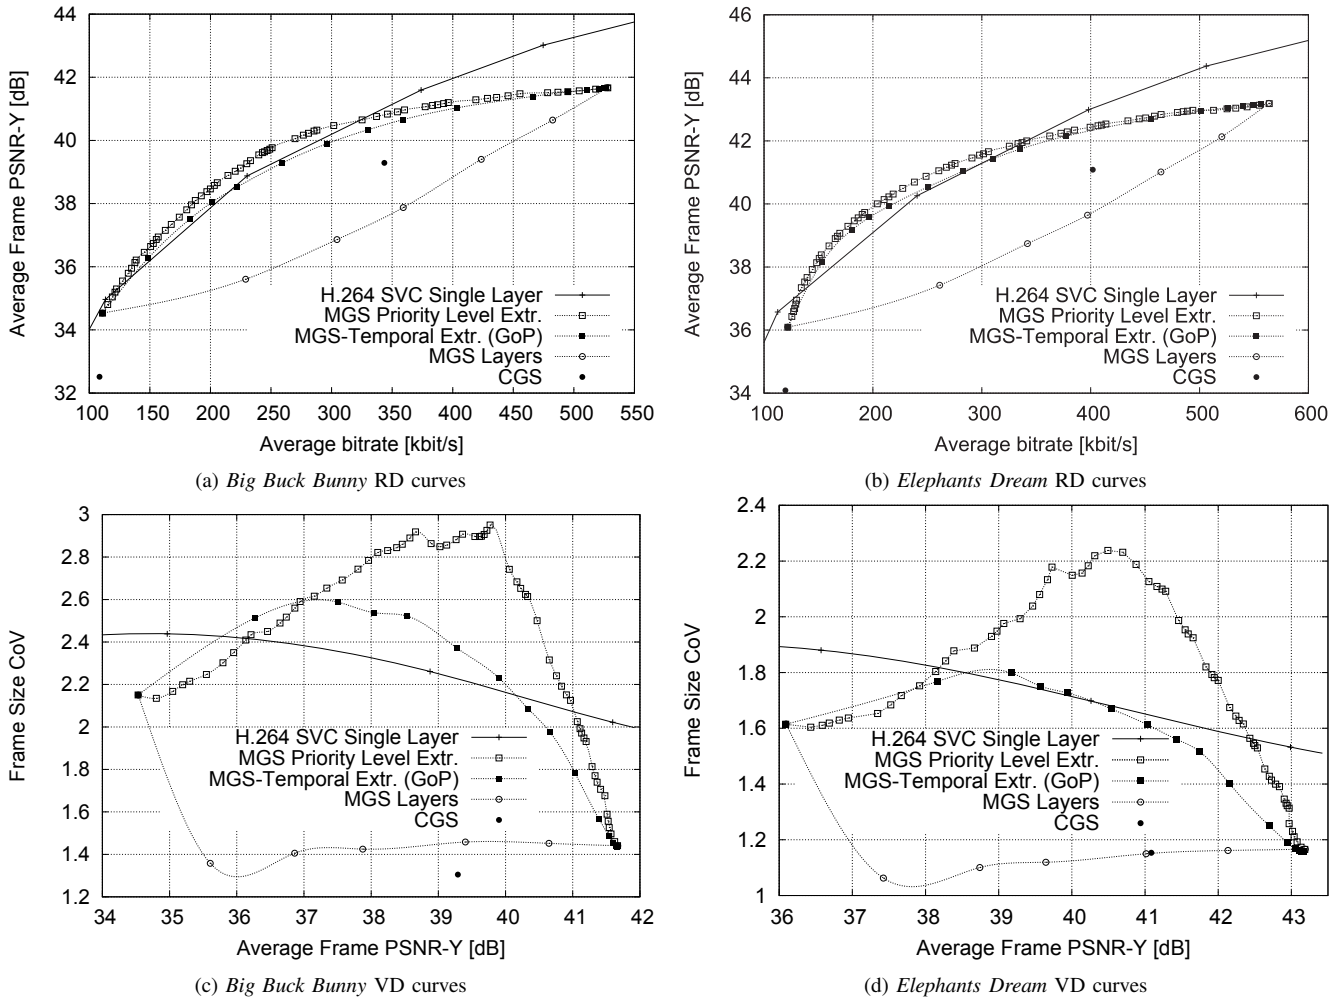 44
42
40
38
36
34
32
100 150 200 250 300 350 400 450 500 550
Average Frame PSNR-Y [dB]
Average bitrate [kbit/s]
H.264 SVC Single Layer
MGS Priority Level Extr.
MGS-Temporal Extr. (GoP)
MGS Layers
CGS
(a) Big Buck Bunny RD curves
46
44
42
40
38
36
34
100 200 300 400 500 600
Average Frame PSNR-Y [dB]
Average bitrate [kbit/s]
H.264 SVC Single Layer
MGS Priority Level Extr.
MGS-Temporal Extr. (GoP)
MGS Layers
CGS
(b) Elephants Dream RD curves
3
2.8
2.6
2.4
2.2
2
1.8
1.6
1.4
1.2
34 35 36 37 38 39 40 41 42
Frame Size CoV
Average Frame PSNR-Y [dB]
H.264 SVC Single Layer
MGS Priority Level Extr.
MGS-Temporal Extr. (GoP)
MGS Layers
CGS
(c) Big Buck Bunny VD curves
2.4
2.2
2
1.8
1.6
1.4
1.2
1
36 37 38 39 40 41 42 43
Frame Size CoV
Average Frame PSNR-Y [dB]
H.264 SVC Single Layer
MGS Priority Level Extr.
MGS-Temporal Extr. (GoP)
MGS Layers
CGS
(d) Elephants Dream VD curves